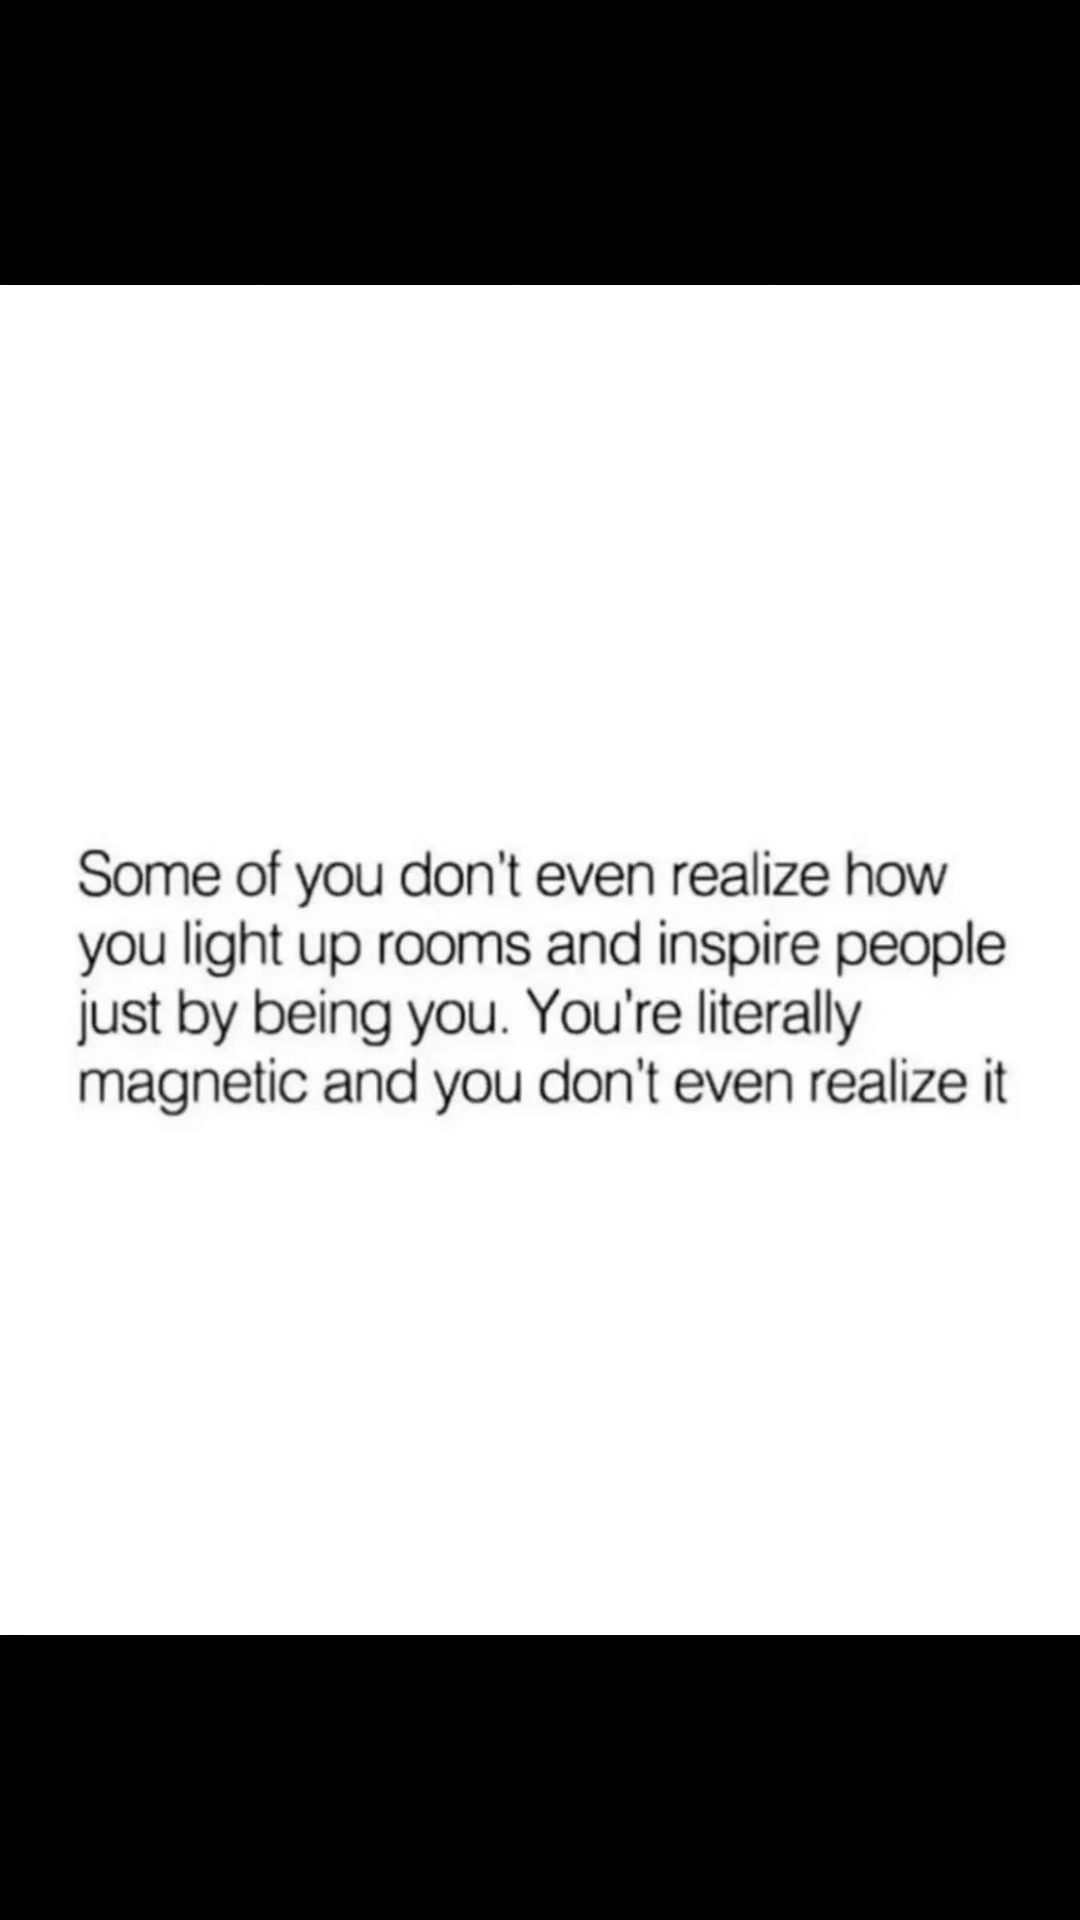 Some of you don't even realize how
you light up rooms and inspire people
just by being you. You're literally
magnetic and you don't even realize it